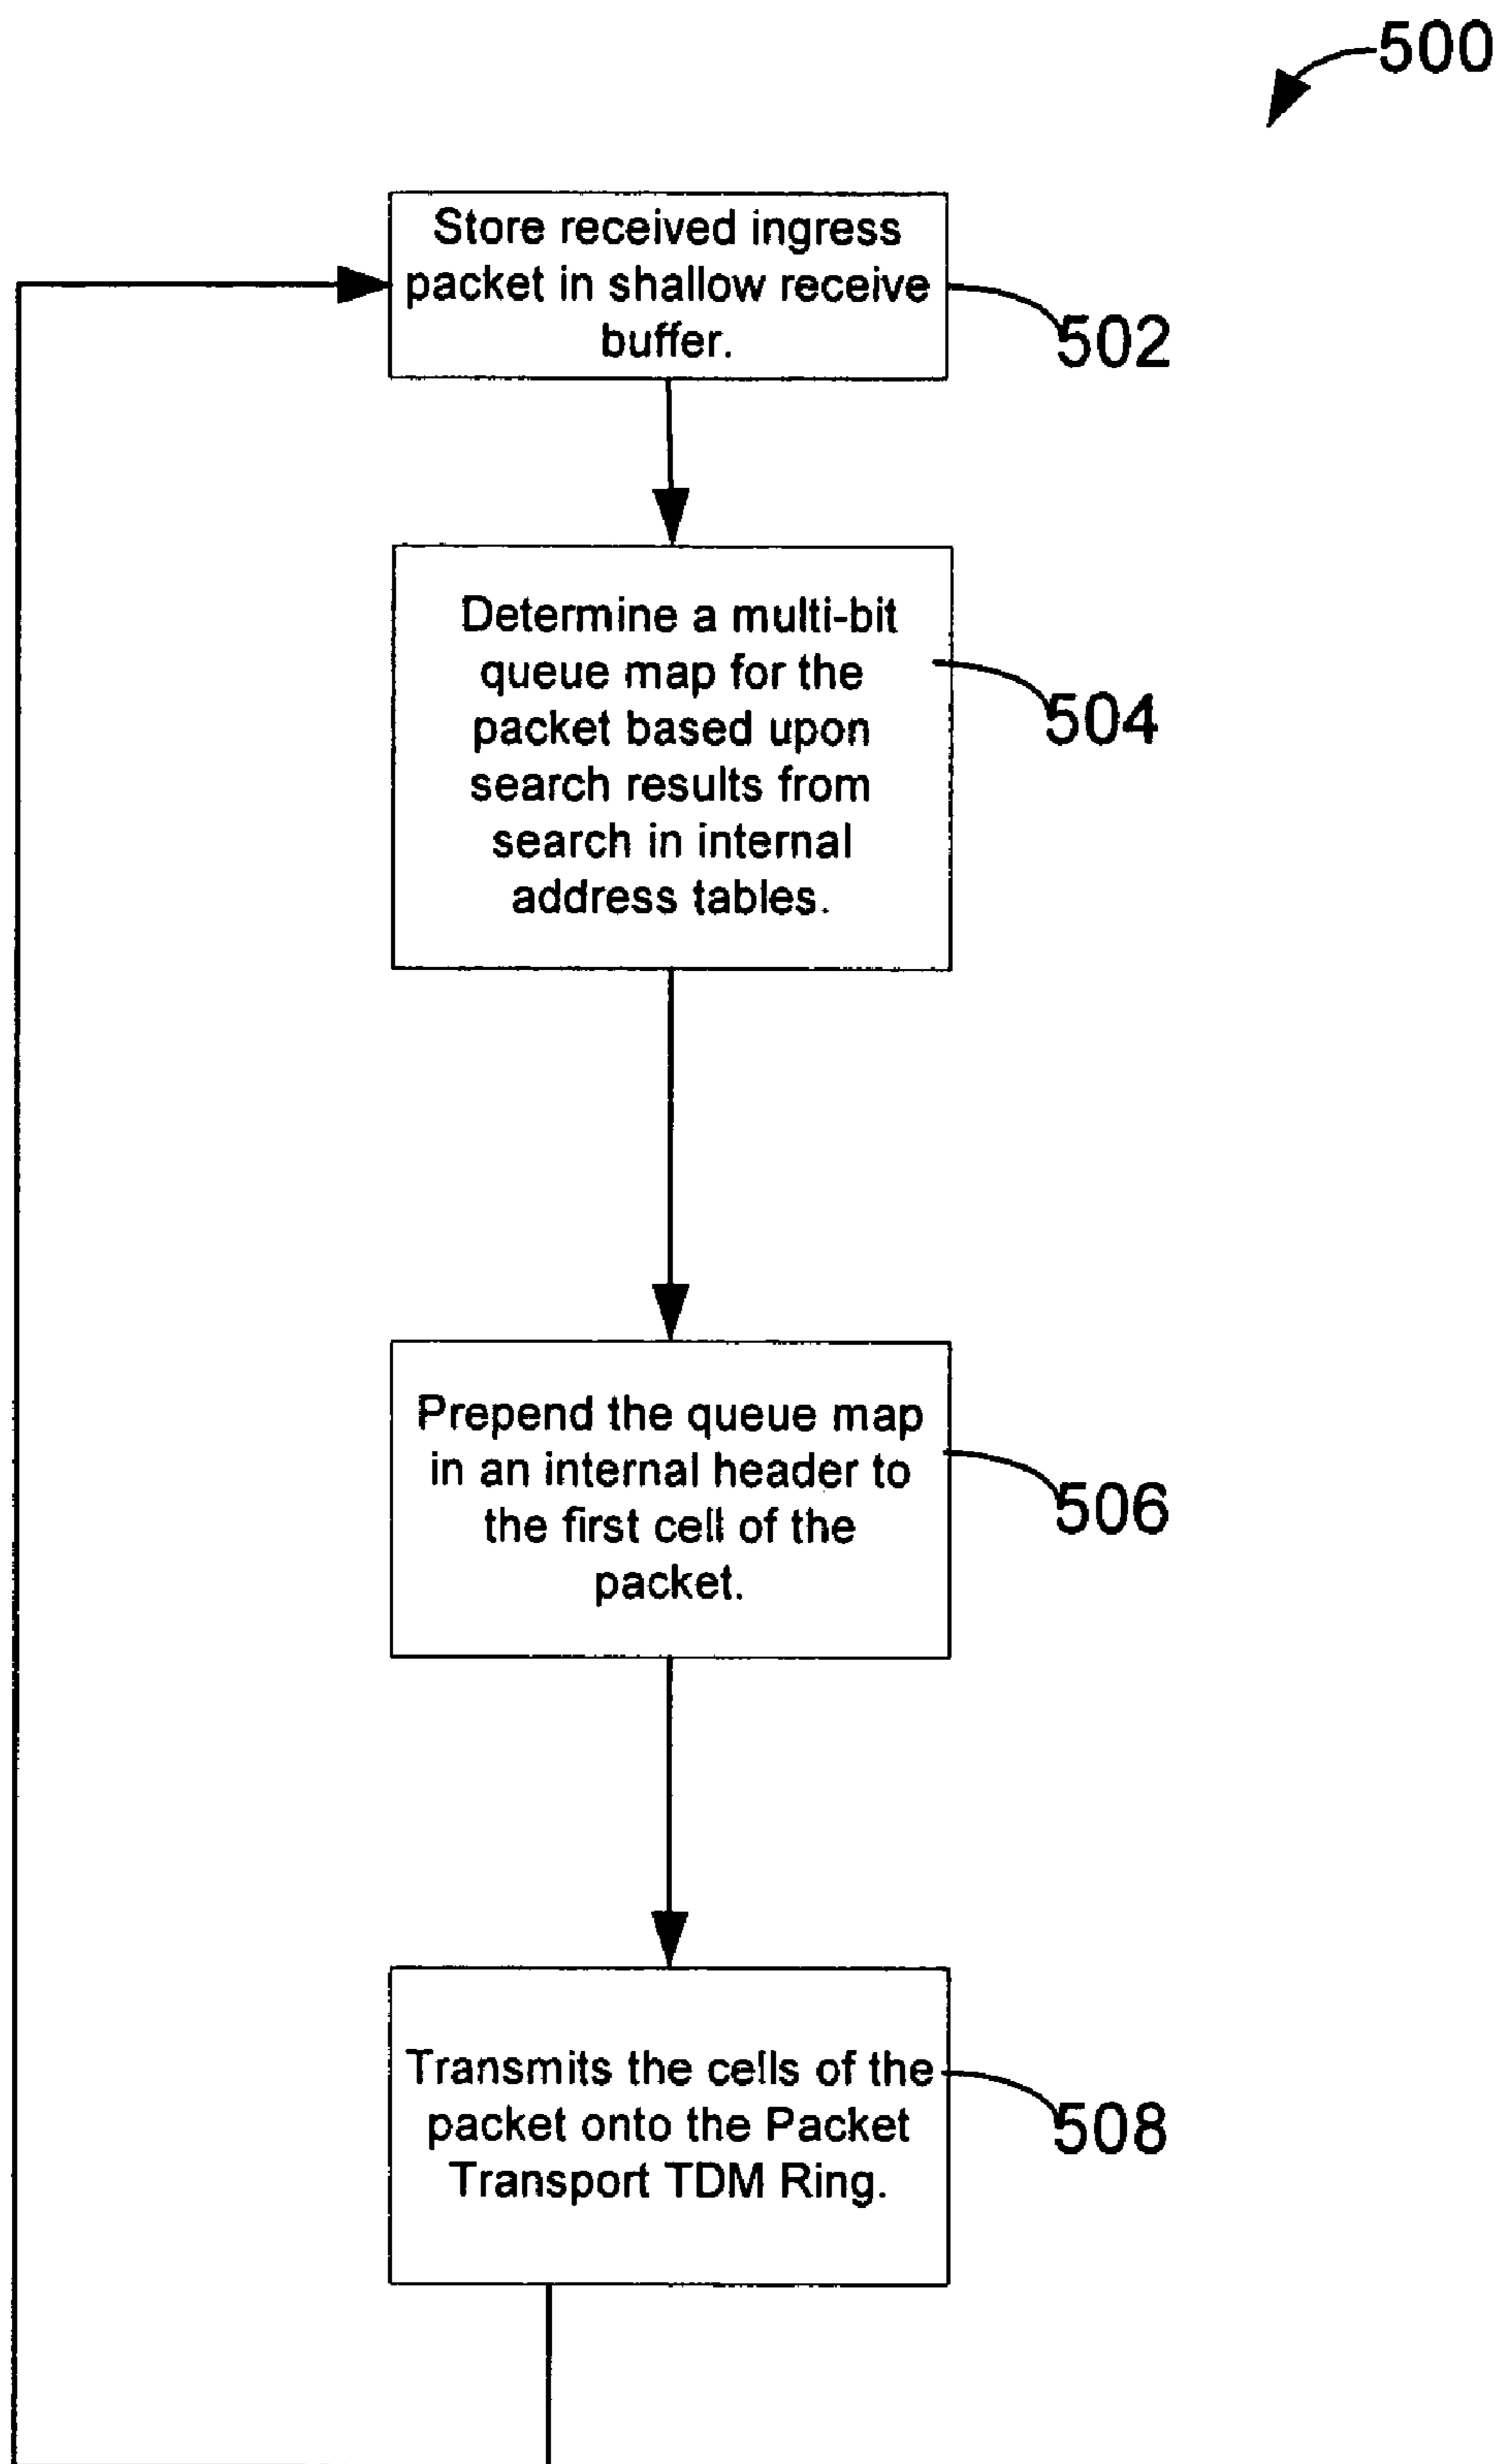 500
Store received ingress
packet in shallow receive
buffer.
502
Determine a multi-bit
queue map for the
packet based upon
search results from
search in internal
address tables.
504
Prepend the queue map
in an internal header to
the first cell of the
packet.
506
Transmits the cells of the
packet onto the Packet
Transport TDM Ring.
508